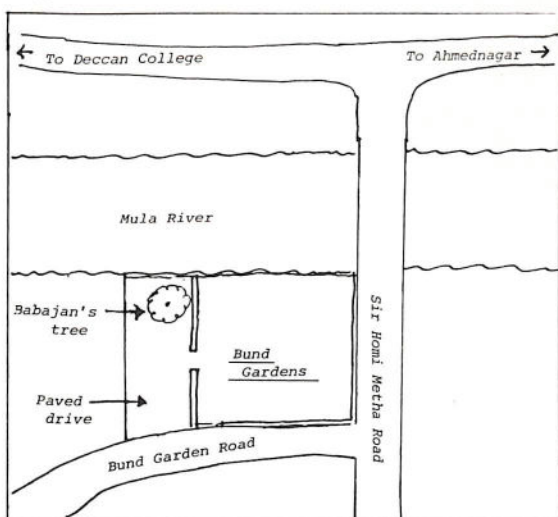 To Deccan College
To Ahmednagar
Mula River
Babajan's
tree
Bund
Gardens
Sir Homi Metha Road
Paved
drive
Bund Garden Road